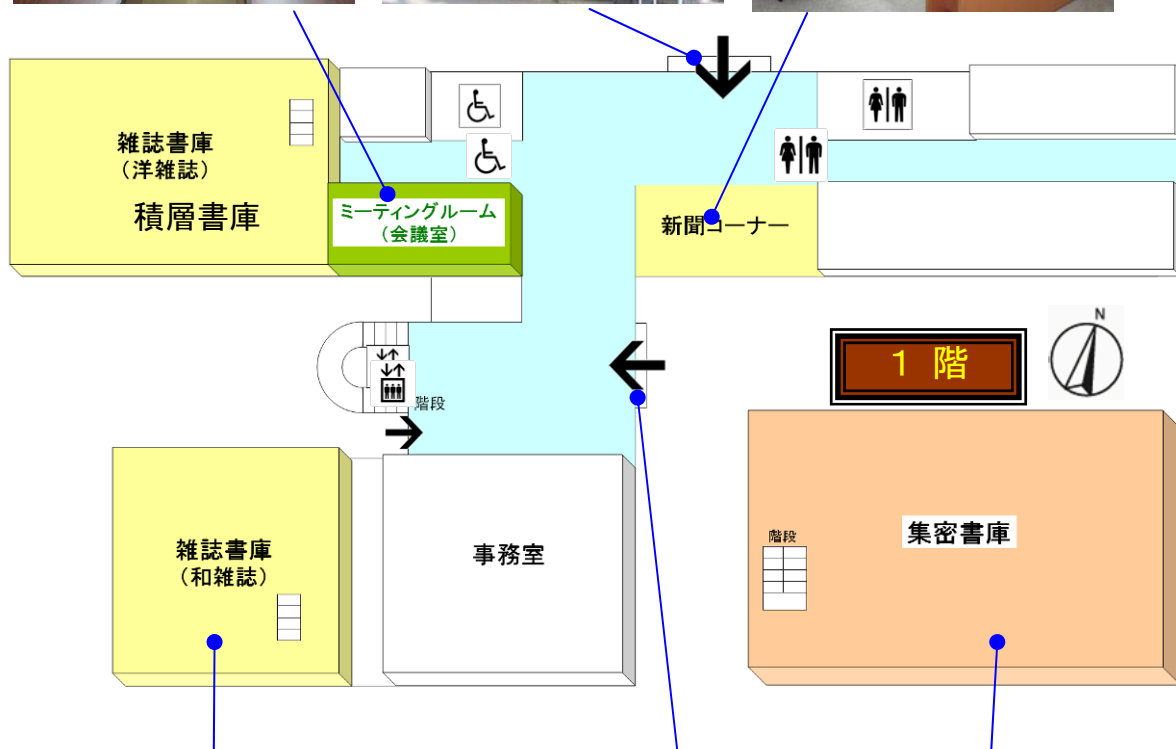 雑誌書庫
（洋雑誌）
積層書庫
ミーティングルーム
（会議室）
新聞コーナー
N
１ 階
階段
雑誌書庫
（和雑誌）
事務室
階段
集密書庫